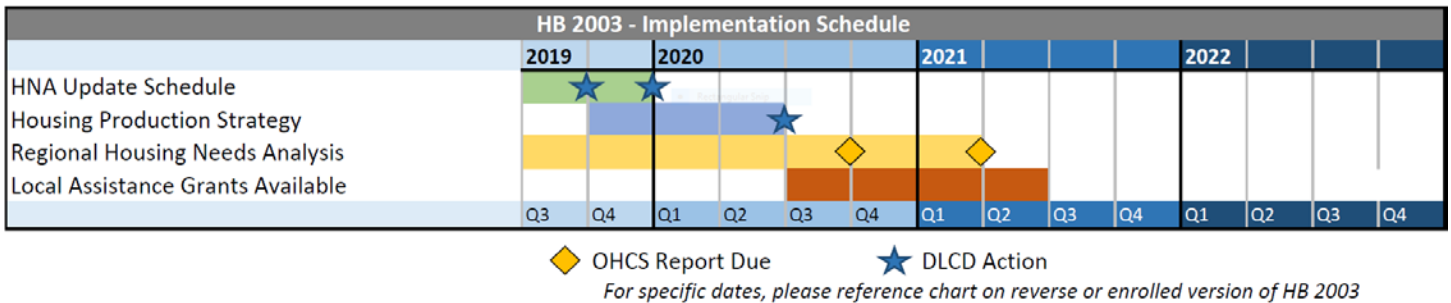 HB 2003 - Implementation Schedule
2019 2020 2021 2022
HNA Update Schedule
Housing Production Strategy
Regional Housing Needs Analysis
Local Assistance Grants Available
Q3 Q4 Q1 Q2 Q3 Q4 Q1 Q2 Q3 Q4 Q1 Q2 Q3 Q4
OHCS Report Due DLCD Action
For specific dates, please reference chart on reverse or enrolled version of HB 2003